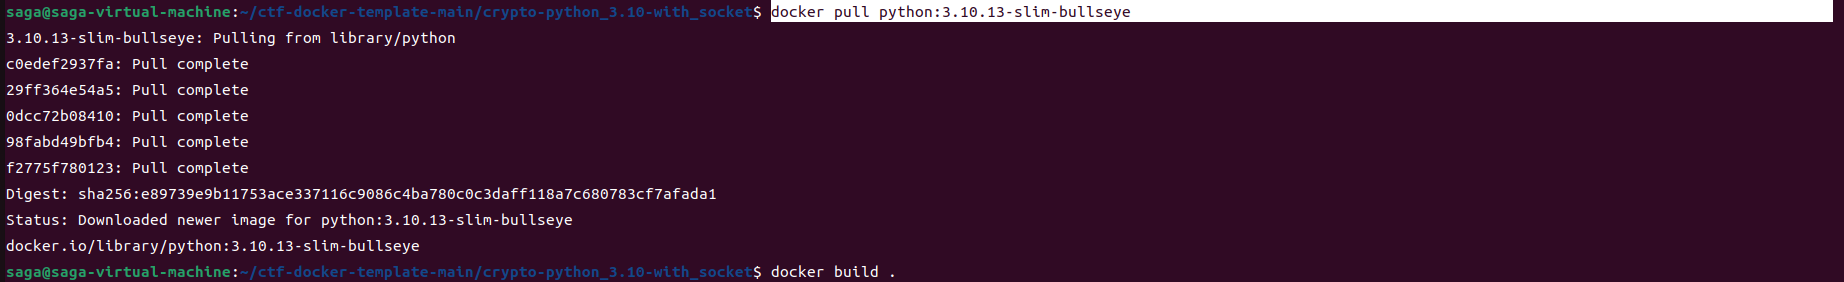 saga@saga-virtual-machine:~/ctf-docker-template-main/crypto-python_3.10-with_socket$ docker pull python:3.10.13-slim-bullseye
3.10.13-slim-bullseye: Pulling from library/python
c0edef2937fa: Pull complete
29ff364e54a5: Pull complete
0dcc72b08410: Pull complete
98fabd49bfb4: Pull complete
f2775f780123: Pull complete
Digest: sha256:e89739e9b11753ace337116c9086c4ba780c0c3daff118a7c680783cf7afada1
Status: Downloaded newer image for python:3.10.13-slim-bullseye
docker.io/library/python:3.10.13-slim-bullseye
saga@saga-virtual-machine:~/ctf-docker-template-main/crypto-python_3.10-with_socket$ docker build .